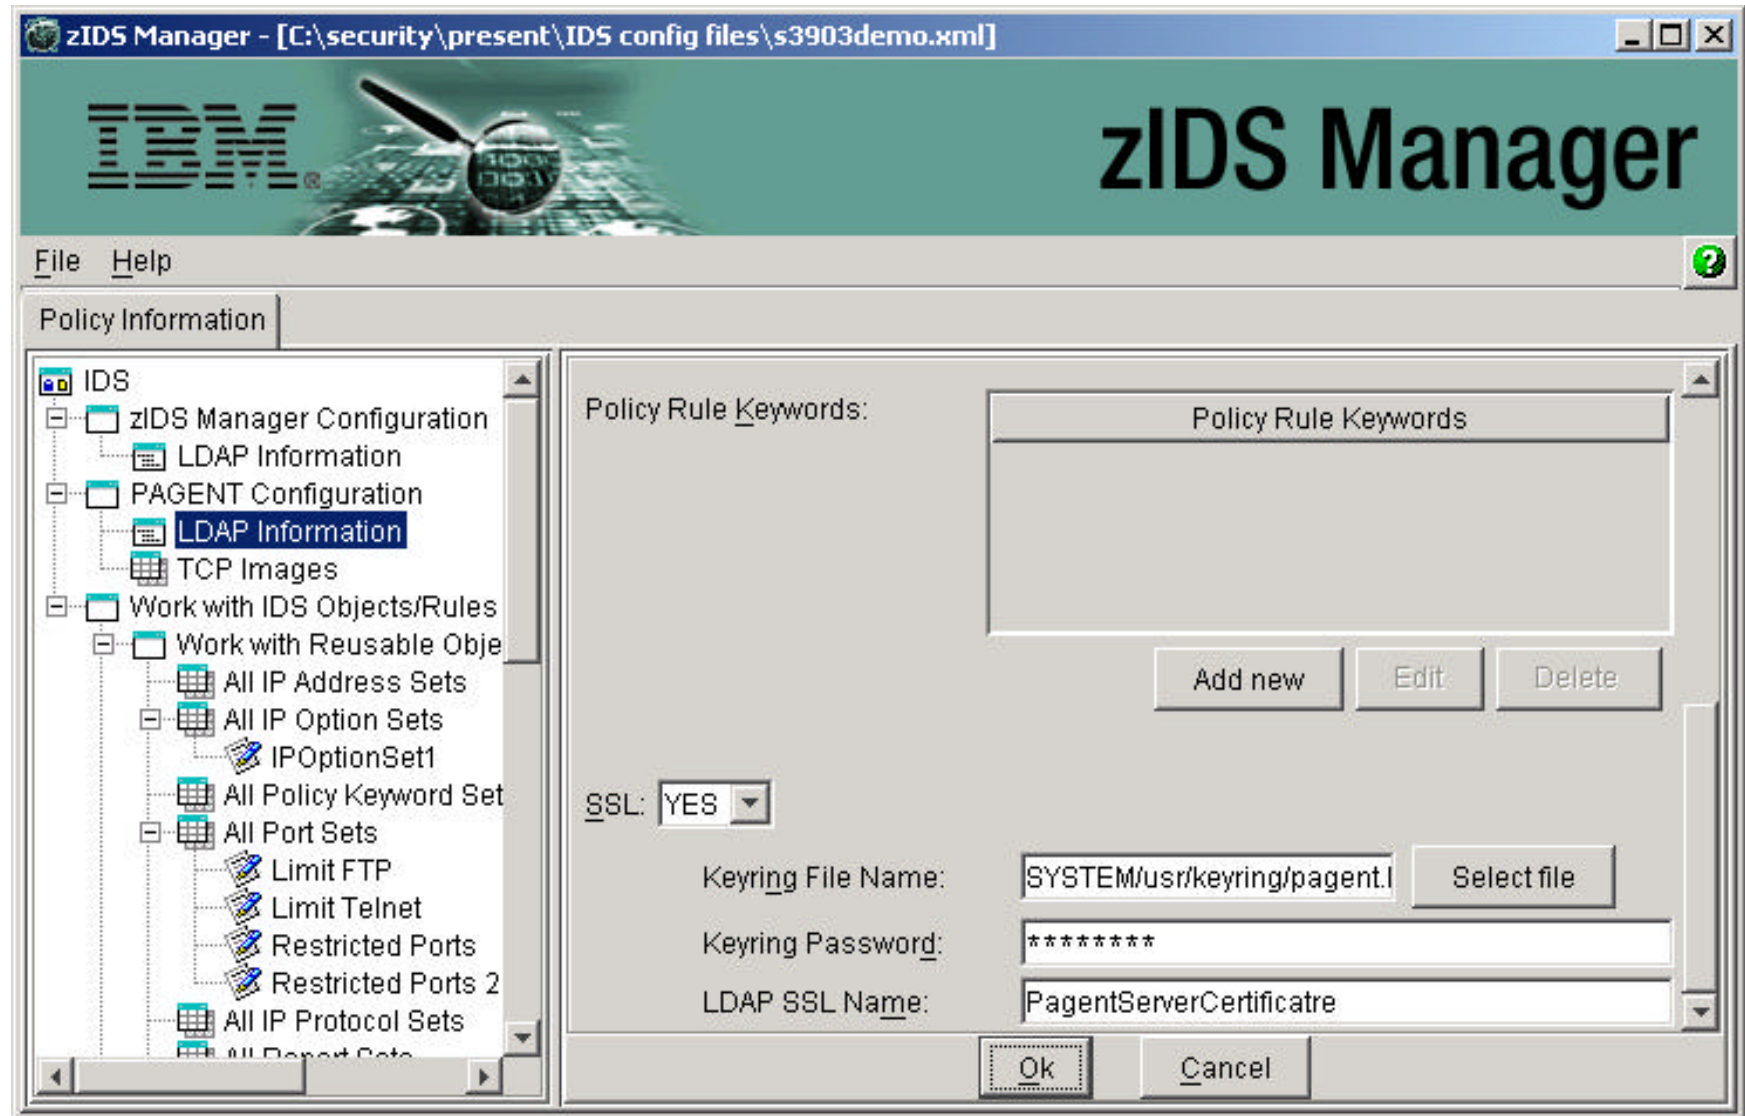 zIDS Manager - [C:\security\present\IDS config files\s3903demo.xml]
IBM®
zIDS Manager
File Help
Policy Information
IDS
zIDS Manager Configuration
LDAP Information
PAGENT Configuration
LDAP Information
TCP Images
Work with IDS Objects/Rules
Work with Reusable Obje
All IP Address Sets
All IP Option Sets
IPOptionSet1
All Policy Keyword Set
All Port Sets
Limit FTP
Limit Telnet
Restricted Ports
Restricted Ports 2
All IP Protocol Sets
Policy Rule Keywords:
Policy Rule Keywords
Add new Edit Delete
SSL: YES
Keyring File Name: SYSTEM/usr/keyring/pagent. Select file
Keyring Password: ********
LDAP SSL Name: PagentServerCertificatre
Ok Cancel